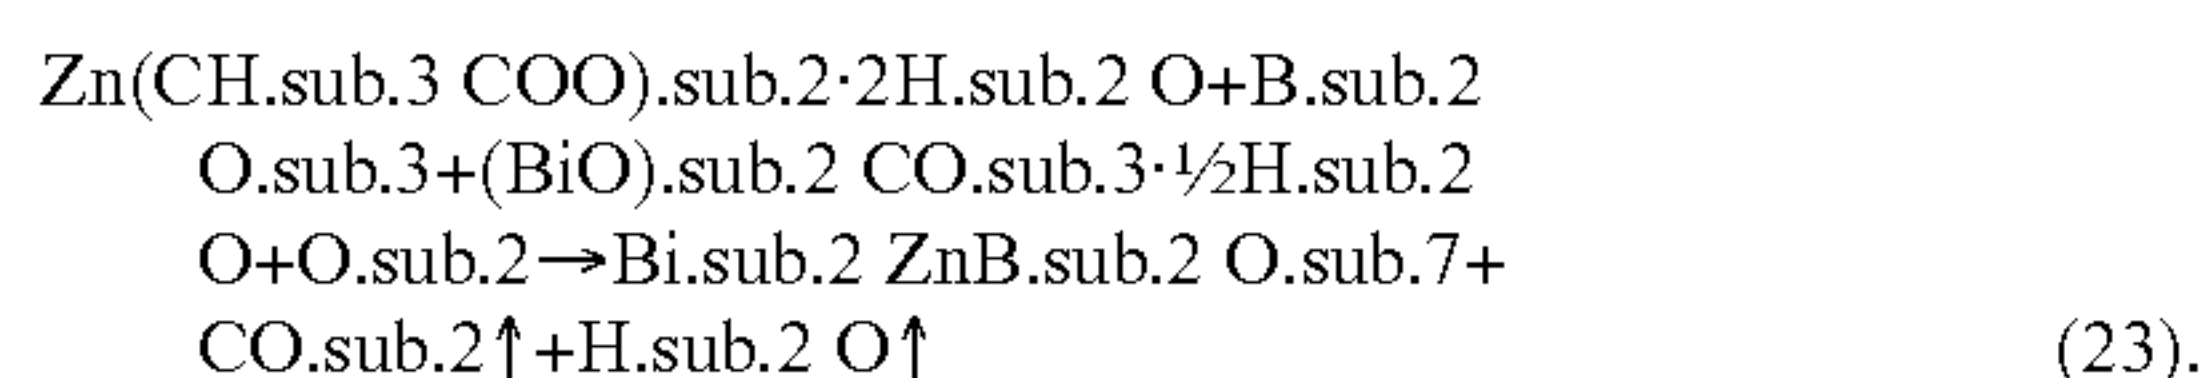 Zn(CH.sub.3 COO).sub.2·2H.sub.2 O+B.sub.2
O.sub.3+(BiO).sub.2 CO.sub.3·½H.sub.2
O+O.sub.2→Bi.sub.2 ZnB.sub.2 O.sub.7+
CO.sub.2↑+H.sub.2 O↑ (23).